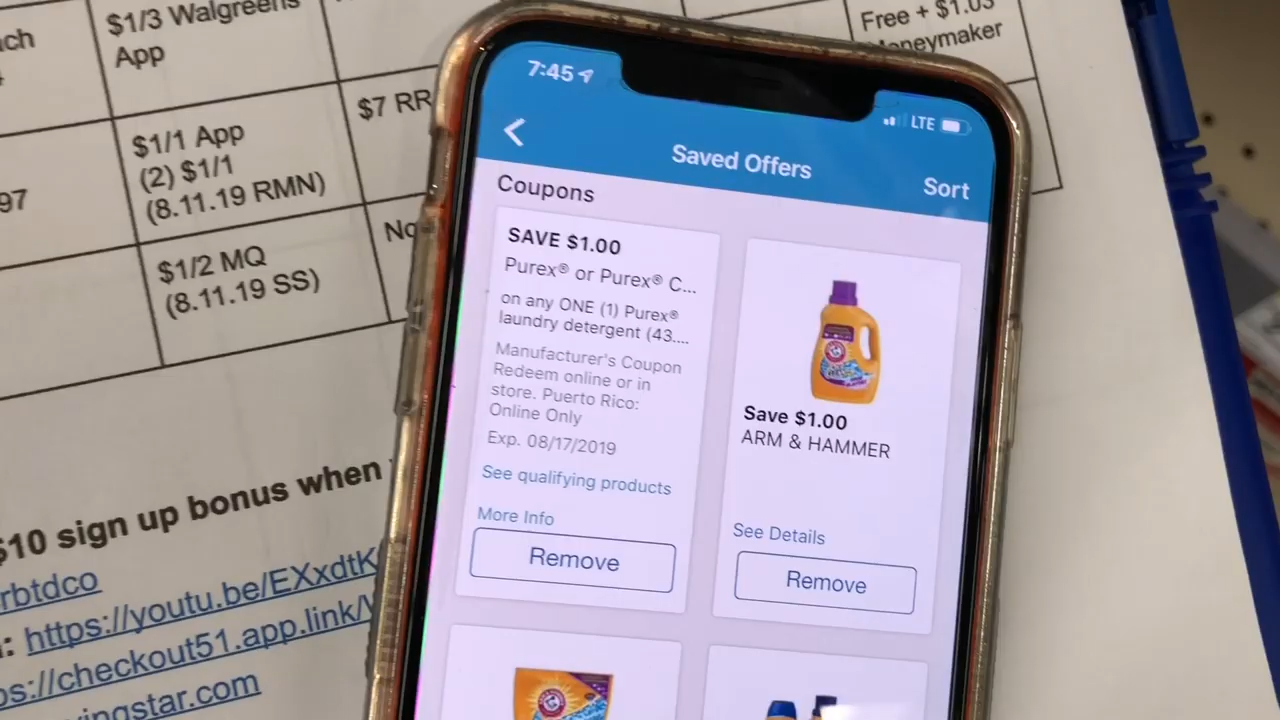 ach
$1/3 Walgreens
App
Free + $1.03
$7 RR
97
$1/1 App
(2) $1/1
(8.11.19 RMN)
$1/2 MQ
(8.11.19 SS)
$10 sign up bonus when
rbtdco
: https://youtu.be/EXxdtK
ps://checkout51.app.link/
vingstar.com
7:45
LTE
Saved Offers
Sort
Coupons
SAVE $1.00
Purex® or Purex® C...
on any ONE (1) Purex®
laundry detergent (43....
Manufacturer's Coupon
Redeem online or in
store. Puerto Rico:
Online Only
Exp. 08/17/2019
See qualifying products
More Info
Remove
Save $1.00
ARM & HAMMER
See Details
Remove